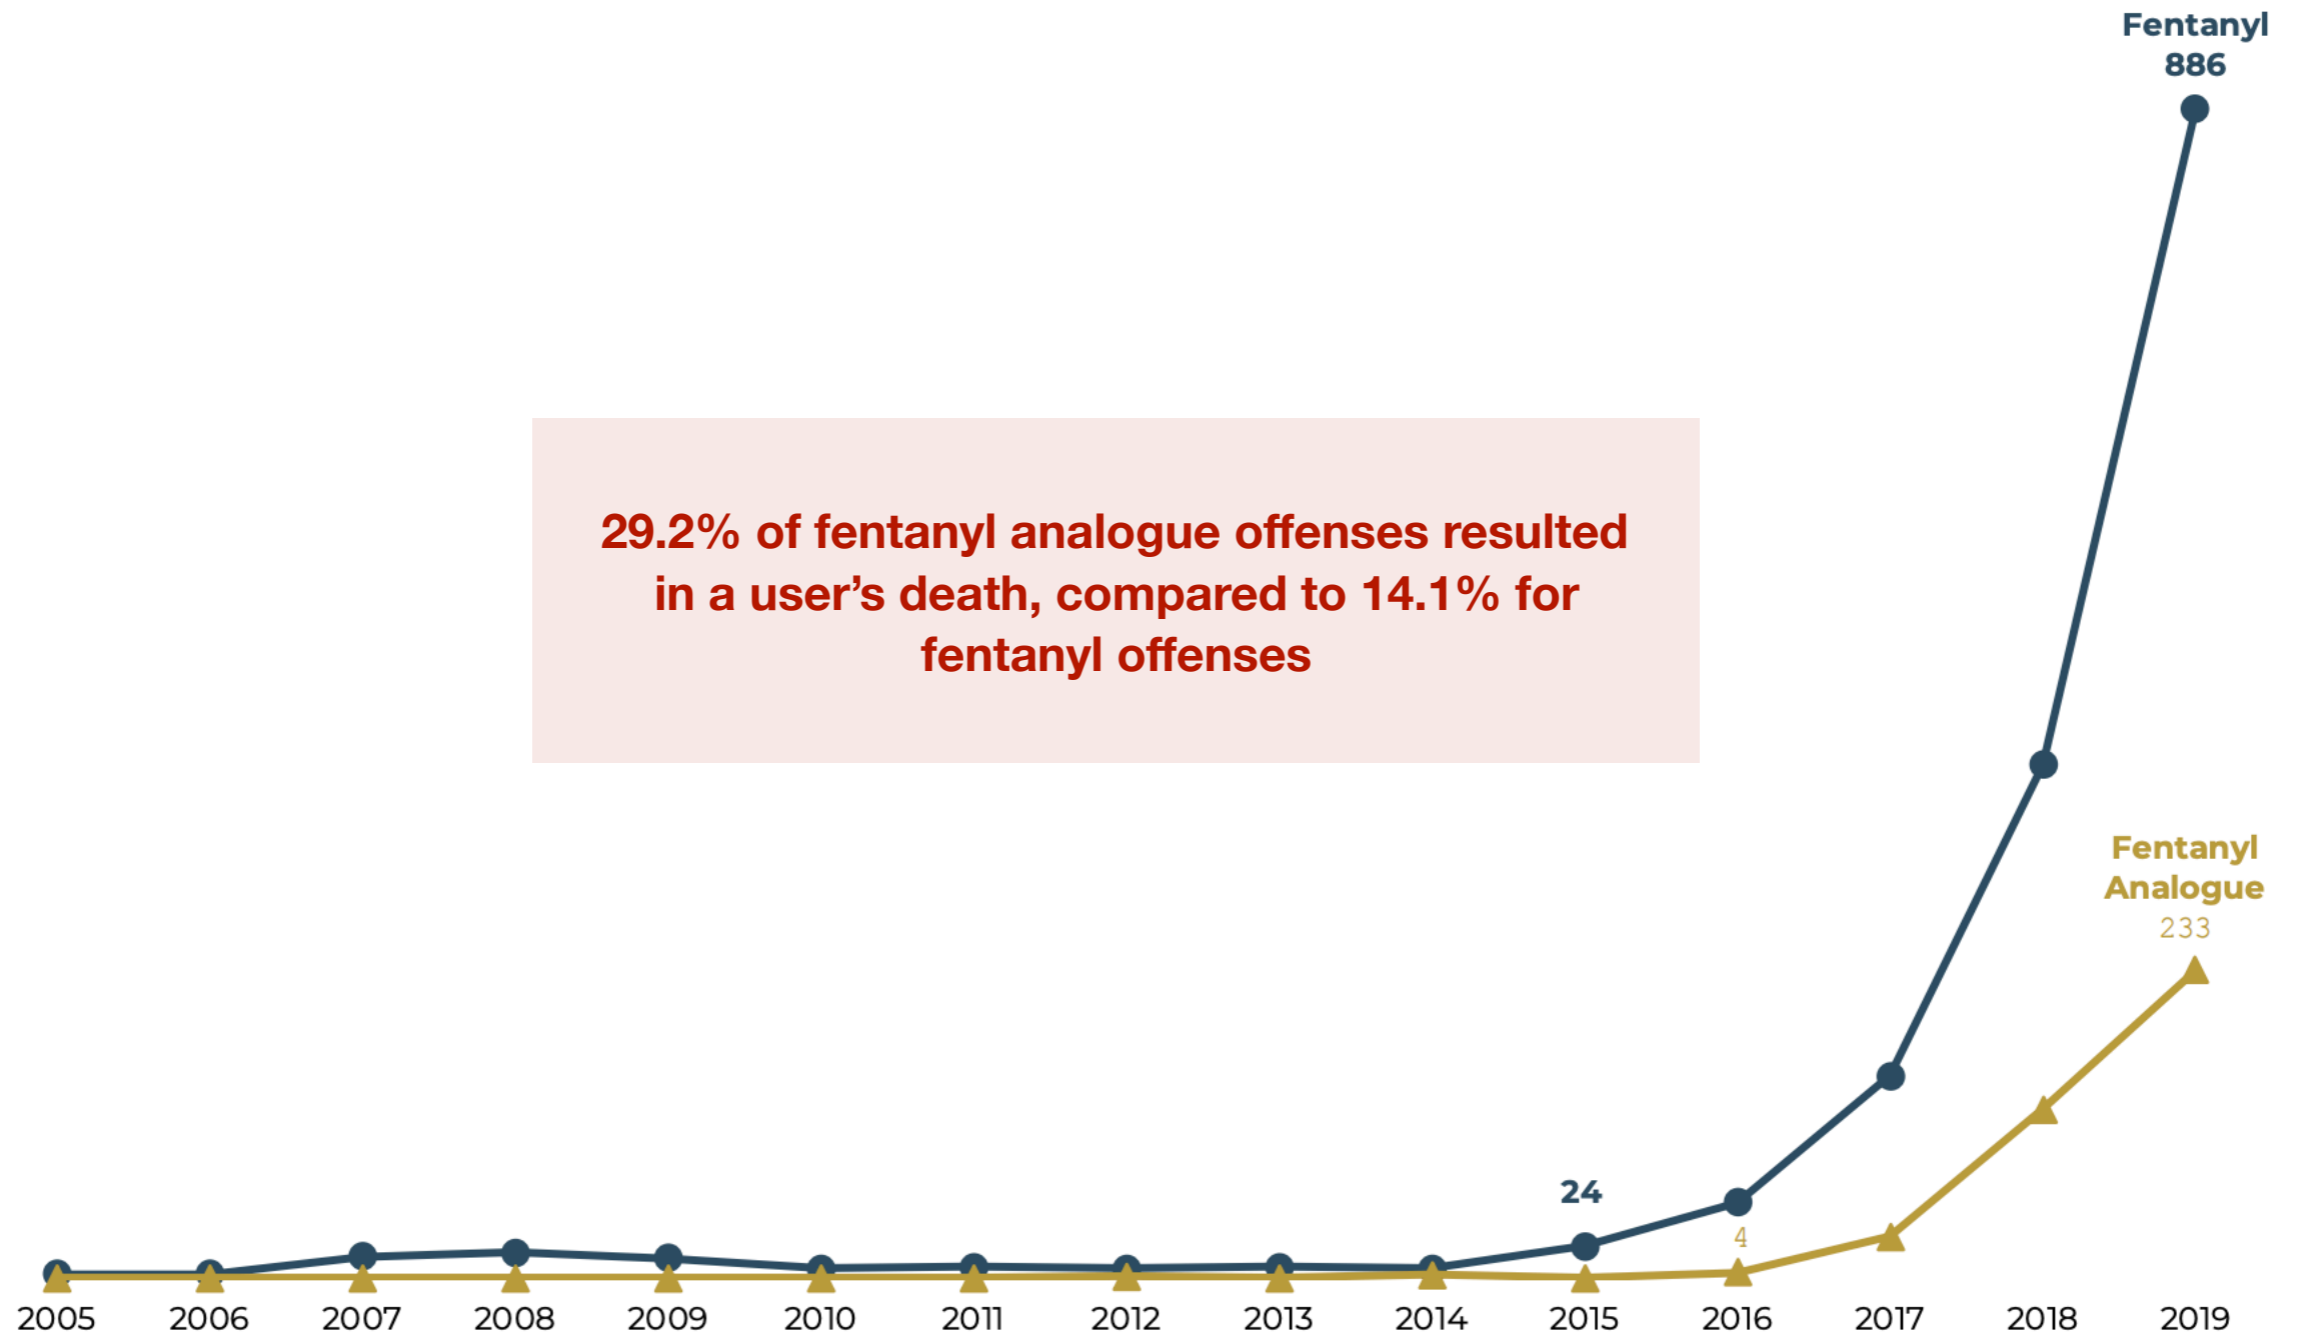 Fentanyl
886
29.2% of fentanyl analogue offenses resulted
in a user’s death, compared to 14.1% for
fentanyl offenses
Fentanyl
Analogue
233
24
4
2005 2006 2007 2008 2009 2010 2011 2012 2013 2014 2015 2016 2017 2018 2019